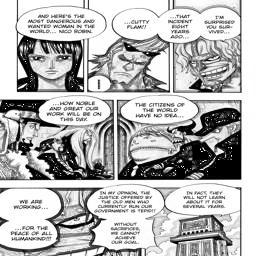 AND HERE'S THE
MOST DANGEROUS AND
WANTED WOMAN IN
THE WORLD... NICO ROBIN.
...CUTTY
FLAM!!
...THAT
INCIDENT
EIGHT
YEARS
AGO...
I'M
SURPRISED
YOU SUR-
VIVED...
...HOW NOBLE
AND GREAT OUR
WORK WILL BE ON
THIS DAY.
THE CITIZENS
OF THE
WORLD
HAVE NO IDEA...
WE ARE
WORKING...
...FOR THE
PEACE OF ALL
HUMANKIND!!!
IN MY OPINION, THE
JUSTICE OFFERED
BY THE OLD MEN WHO
CURRENTLY RUN OUR
GOVERNMENT IS TEPID!!
WITHOUT
SACRIFICES,
WE CANNOT
ACHIEVE
OUR GOAL.
IN FACT, THEY
WILL NOT LEARN
ABOUT IT FOR
SEVERAL YEARS.